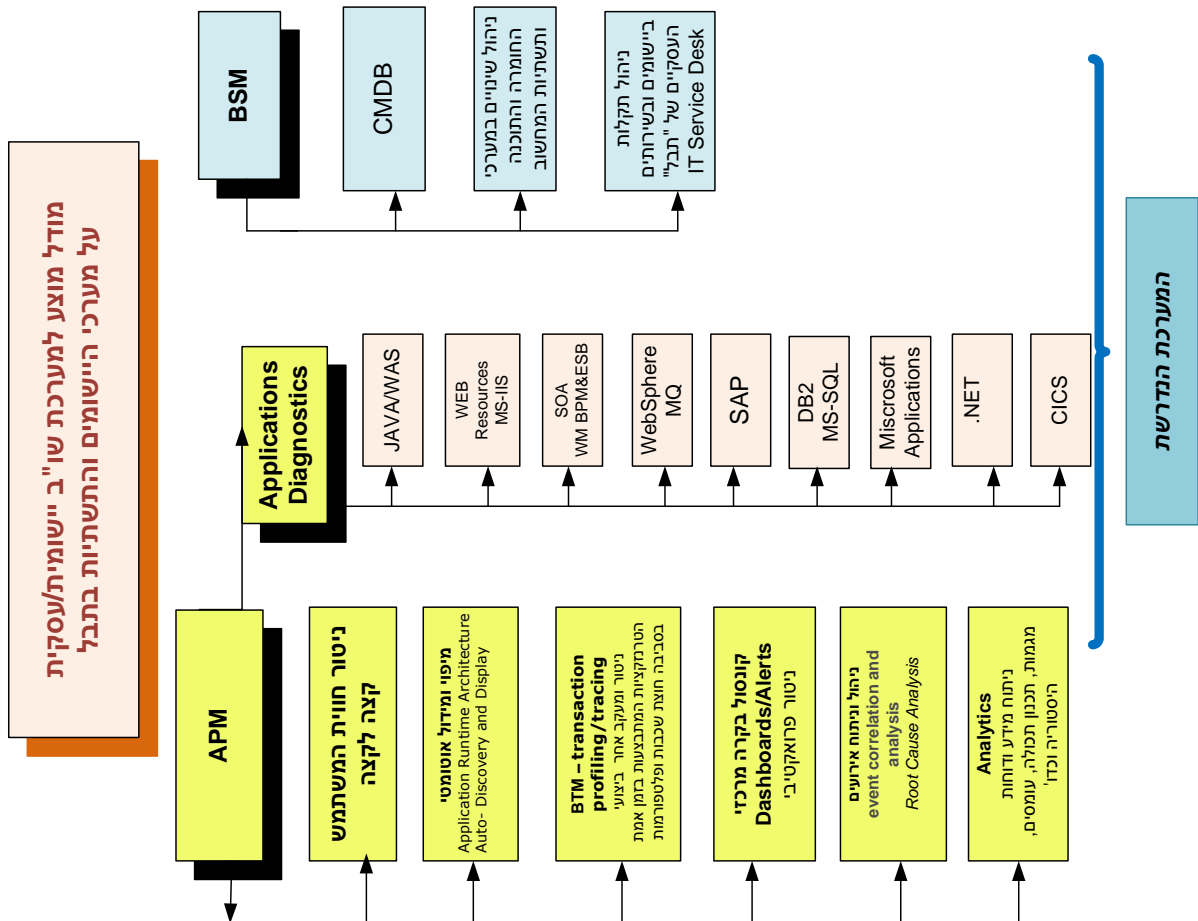 מודל מוצע למערכת שו"ב יישומית/עסקית
על מערכי היישומים והתשתיות בתבל
APM
ניטור חווית המשתמש
קצה לקצה
מיפוי ומידול אוטומטי
Application Runtime Architecture
Auto- Discovery and Display
BTM – transaction
profiling/tracing
ניטור ומעקב אחר ביצועי
הטרנזקציות המתבצעות בזמן אמת
בסביבה חוצת שכבות ופלטפורמות
קונסול בקרה מרכזי
Dashboards/Alerts
ניטור פרואקטיבי
ניהול וניתוח אירועים
event correlation and
analysis
Root Cause Analysis
Analytics
ניתוח מידע ודוחות
מגמות, תכנון תכולה, עומסים,
היסטוריה וכדו'
Applications
Diagnostics
JAVA/WAS
WEB
Resources
MS-IIS
SOA
WM BPM&ESB
WebSphere
MQ
SAP
DB2
MS-SQL
Miscrosoft
Applications
.NET
CICS
BSM
CMDB
ניהול שינויים במערכי
החומרה והתוכנה
ותשתיות המחשוב
ניהול תקלות
ביישומים ובשירותים
העסקיים של "תבל"
IT Service Desk
המערכת הנדרשת